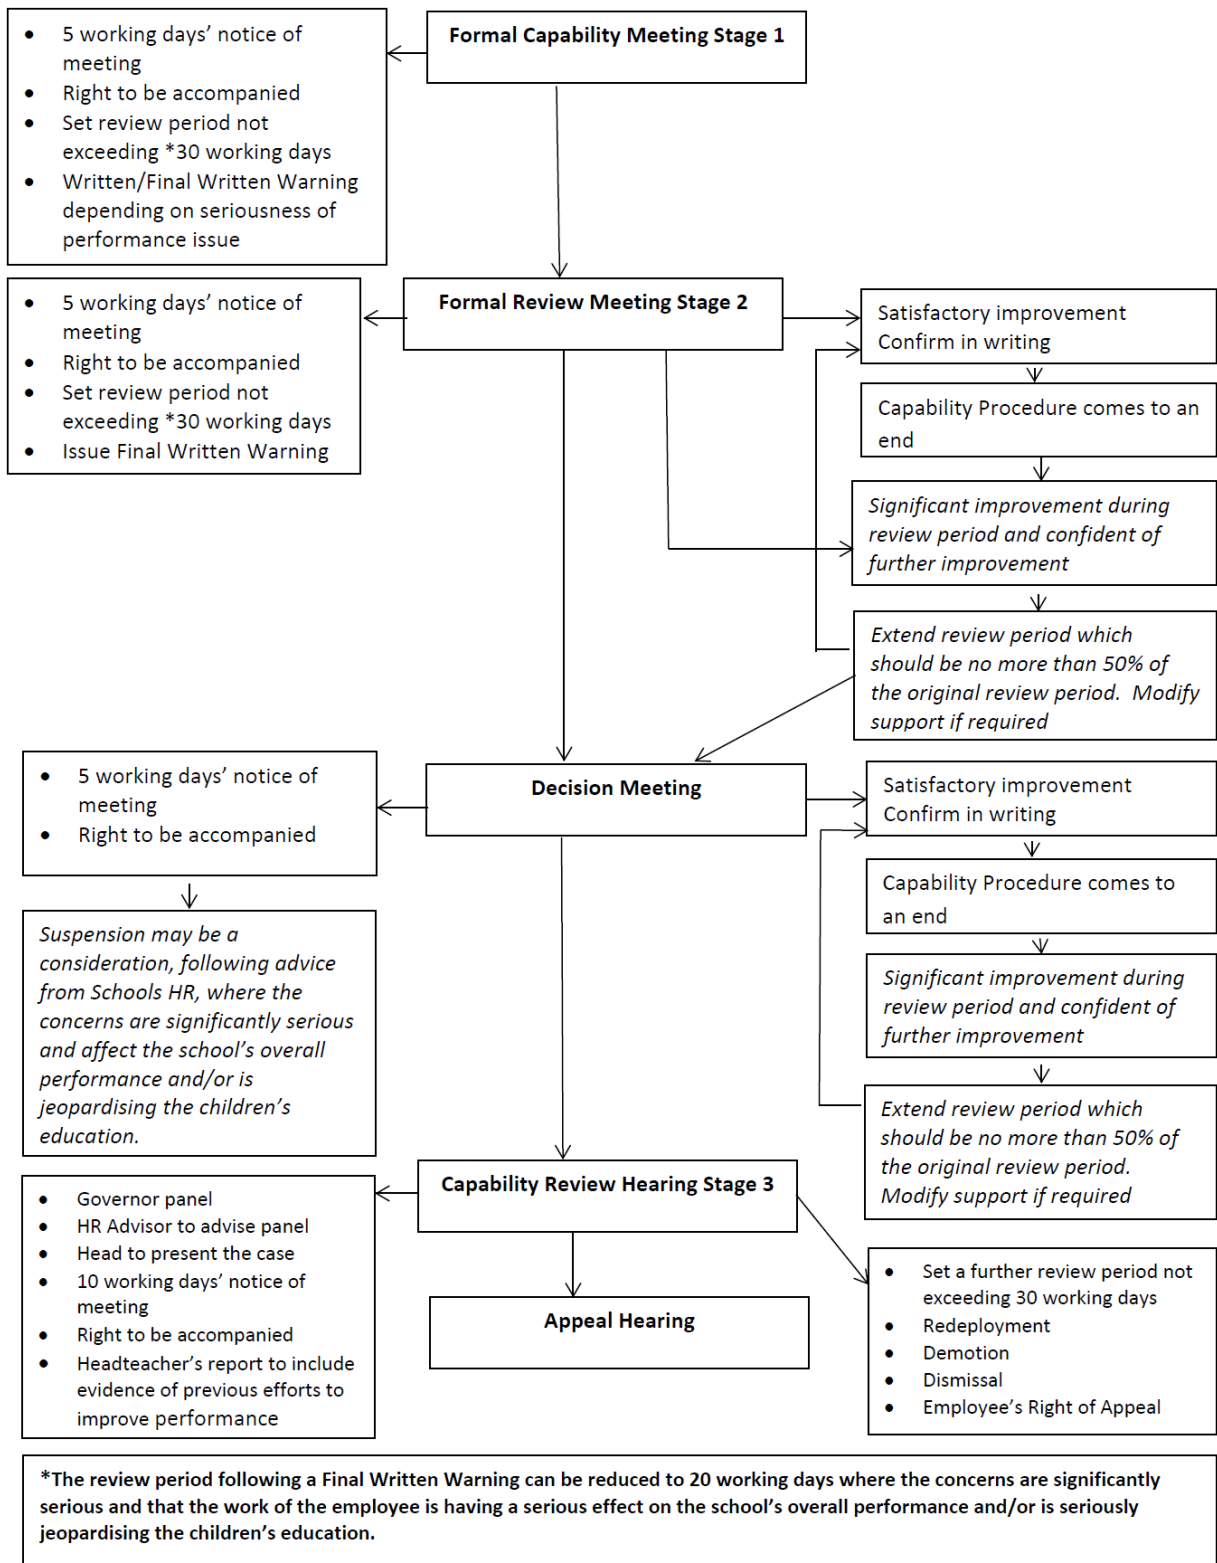 Formal Capability Meeting Stage 1
• 5 working days’ notice of
meeting
• Right to be accompanied
• Set review period not
exceeding *30 working days
• Written/Final Written Warning
depending on seriousness of
performance issue
Formal Review Meeting Stage 2
• 5 working days’ notice of
meeting
• Right to be accompanied
• Set review period not
exceeding *30 working days
• Issue Final Written Warning
Satisfactory improvement
Confirm in writing
Capability Procedure comes to an
end
Significant improvement during
review period and confident of
further improvement
Extend review period which
should be no more than 50% of
the original review period.  Modify
support if required
Decision Meeting
• 5 working days’ notice of
meeting
• Right to be accompanied
Suspension may be a
consideration, following advice
from Schools HR, where the
concerns are significantly serious
and affect the school’s overall
performance and/or is
jeopardising the children’s
education.
Satisfactory improvement
Confirm in writing
Capability Procedure comes to
an end
Significant improvement during
review period and confident of
further improvement
Extend review period which
should be no more than 50% of
the original review period.
Modify support if required
Capability Review Hearing Stage 3
• Governor panel
• HR Advisor to advise panel
• Head to present the case
• 10 working days’ notice of
meeting
• Right to be accompanied
• Headteacher’s report to include
evidence of previous efforts to
improve performance
Appeal Hearing
• Set a further review period not
exceeding 30 working days
• Redeployment
• Demotion
• Dismissal
• Employee’s Right of Appeal
*The review period following a Final Written Warning can be reduced to 20 working days where the concerns are significantly
serious and that the work of the employee is having a serious effect on the school’s overall performance and/or is seriously
jeopardising the children’s education.